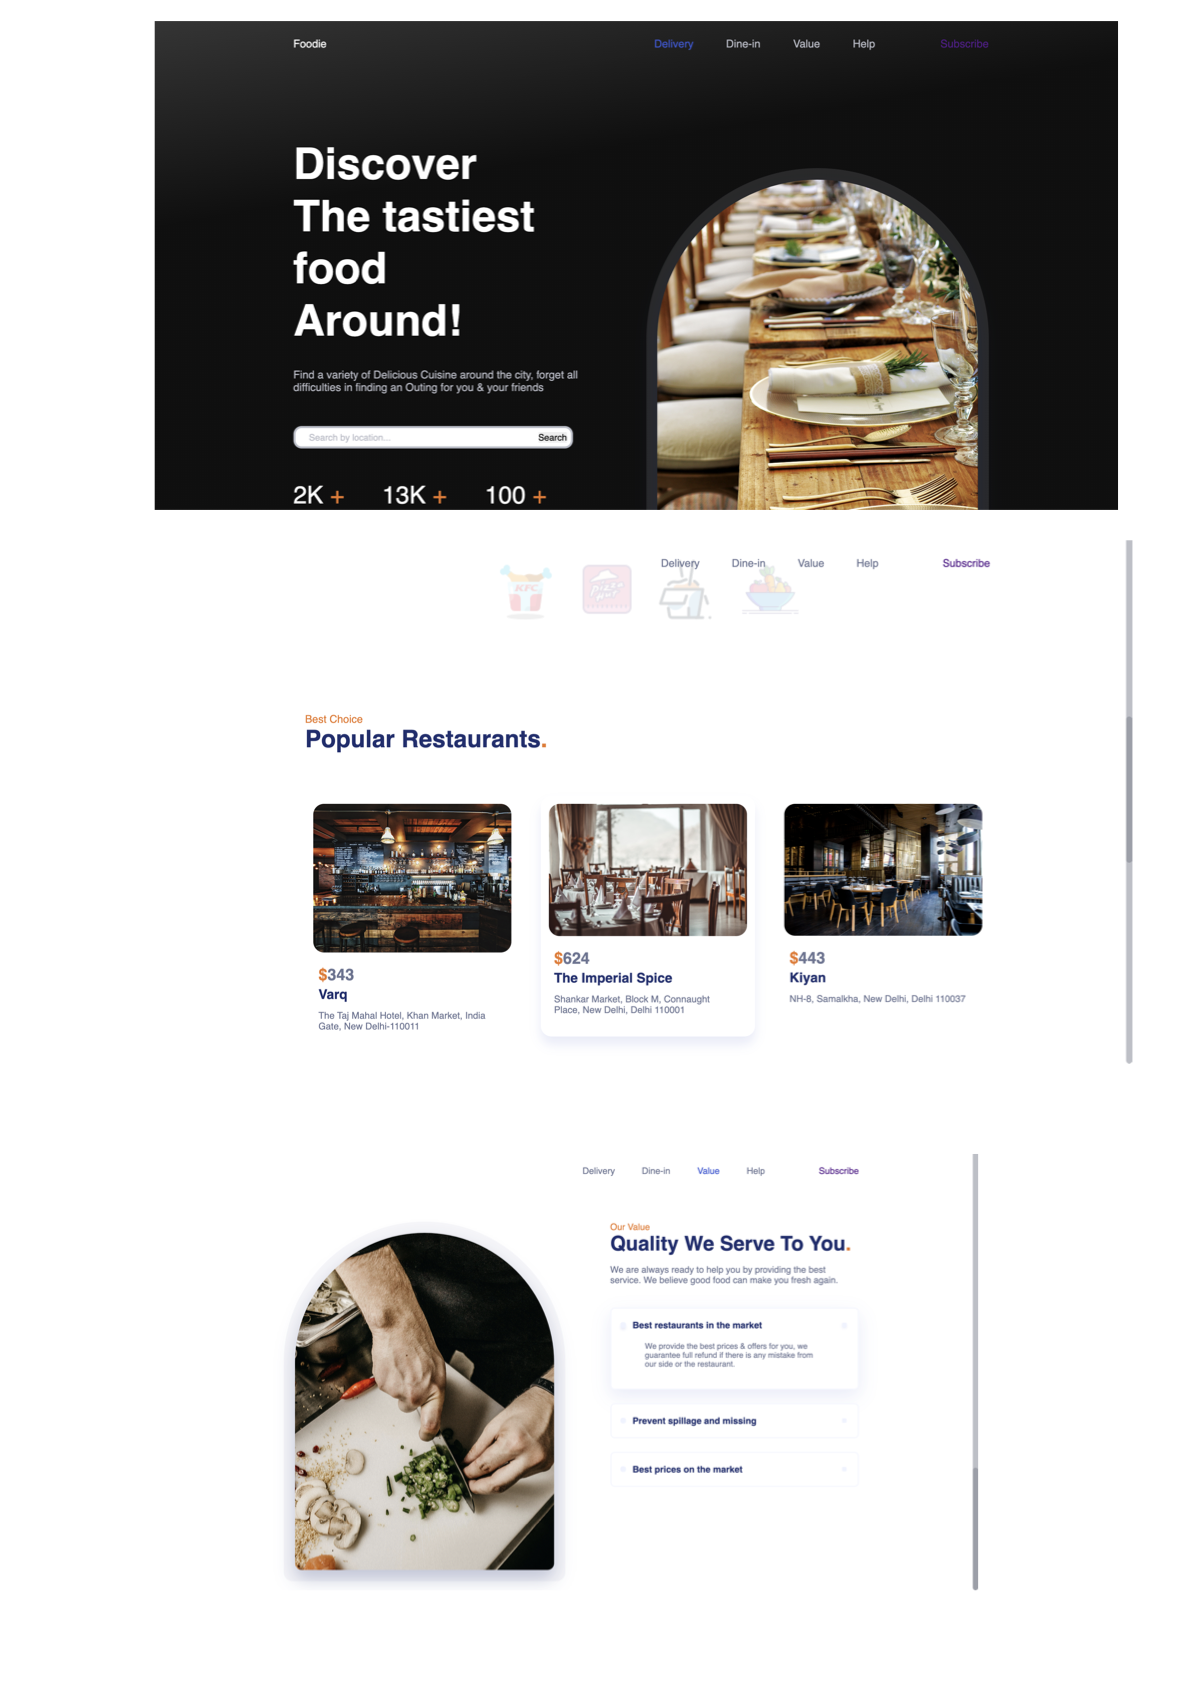 Foodie
Delivery Dine-in Value Help Subscribe
Discover
The tastiest
food
Around!
Find a variety of Delicious Cuisine around the city, forget all
difficulties in finding an Outing for you & your friends
Search by location... Search
2K + 13K + 100 +
Delivery Dine-in Value Help Subscribe
KFC
Pizza
Hut
Best Choice
Popular Restaurants.
$343
Varq
The Taj Mahal Hotel, Khan Market, India
Gate, New Delhi-110011
$624
The Imperial Spice
Shankar Market, Block M, Connaught
Place, New Delhi, Delhi 110001
$443
Kiyan
NH-8, Samalkha, New Delhi, Delhi 110037
Delivery Dine-in Value Help Subscribe
Our Value
Quality We Serve To You.
We are always ready to help you by providing the best
service. We believe good food can make you fresh again.
Best restaurants in the market
We provide the best prices & offers for you, we
guarantee full refund if there is any mistake from
our side or the restaurant.
Prevent spillage and missing
Best prices on the market